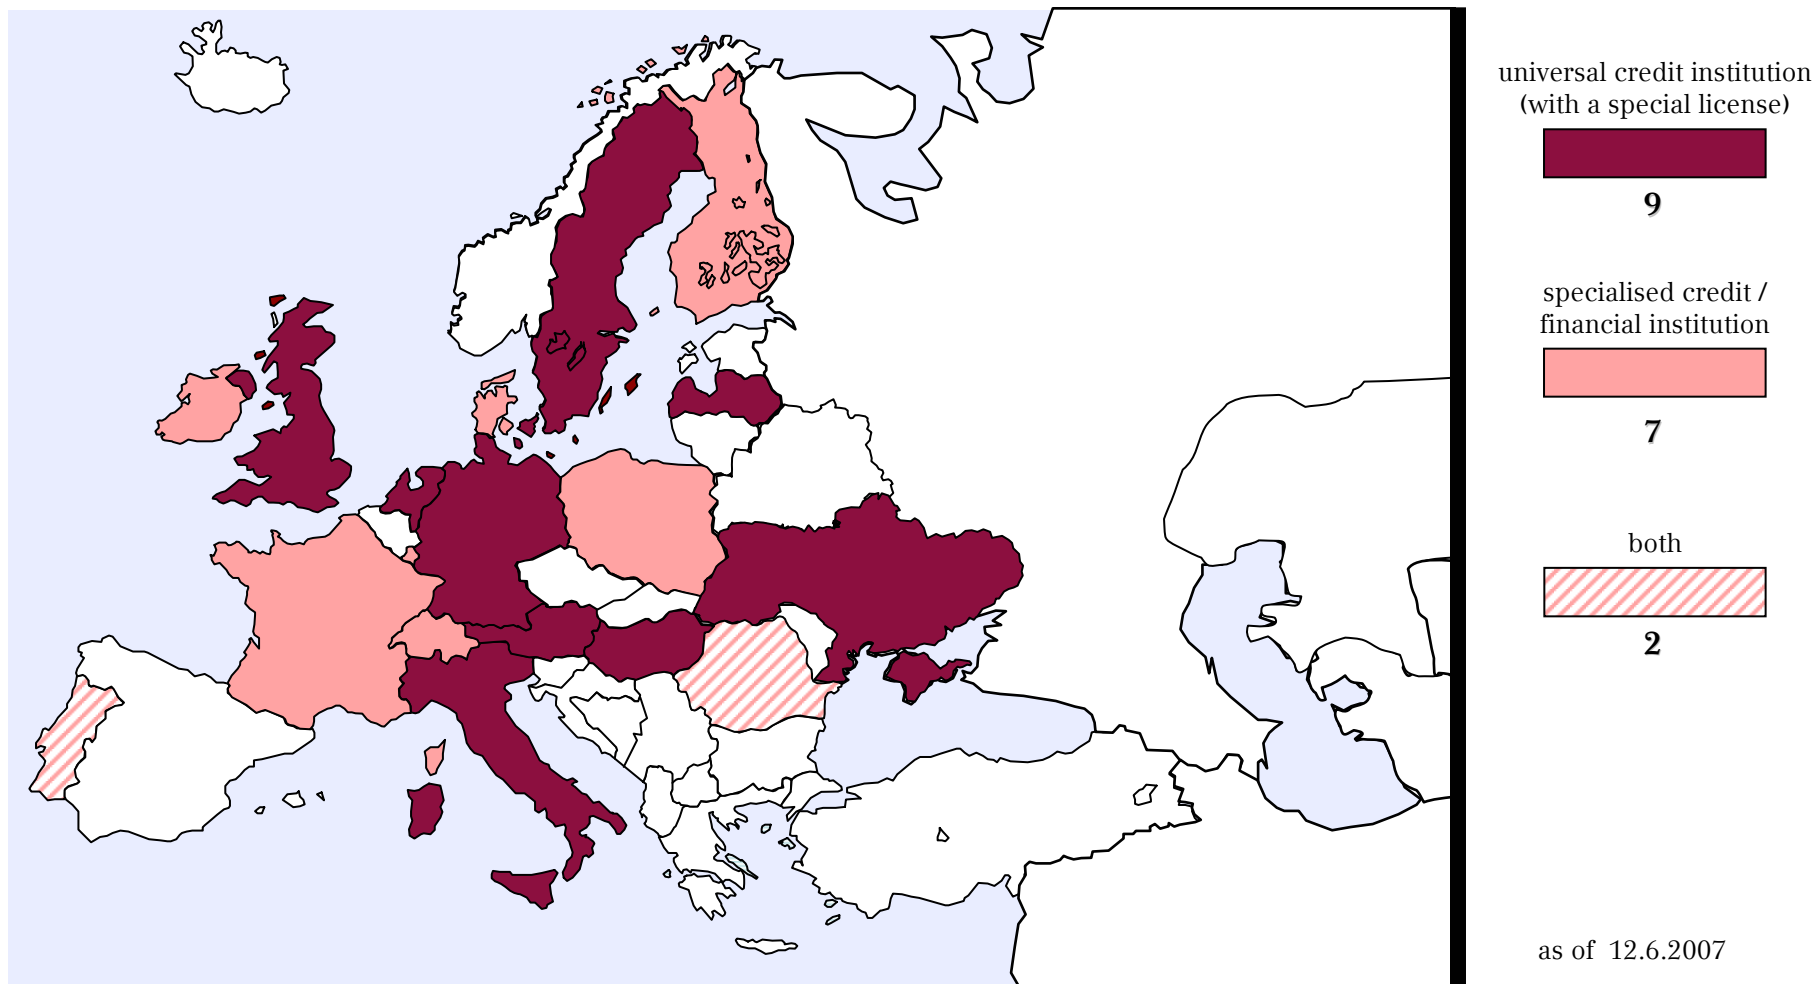 universal credit institution
(with a special license)
9
specialised credit /
financial institution
7
both
2
as of 12.6.2007